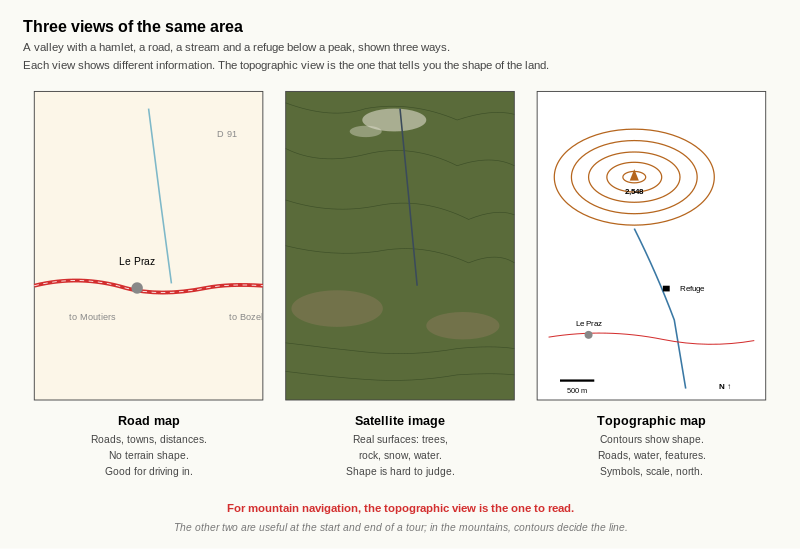 Three views of the same area
A valley with a hamlet, a road, a stream and a refuge below a peak, shown three ways.
Each view shows different information. The topographic view is the one that tells you the shape of the land.
D 91
Le Praz
to Moutiers
to Bozel
2,548
Refuge
Le Praz
500 m
N ↑
Road map
Roads, towns, distances.
No terrain shape.
Good for driving in.
Satellite image
Real surfaces: trees,
rock, snow, water.
Shape is hard to judge.
Topographic map
Contours show shape.
Roads, water, features.
Symbols, scale, north.
For mountain navigation, the topographic view is the one to read.
The other two are useful at the start and end of a tour; in the mountains, contours decide the line.